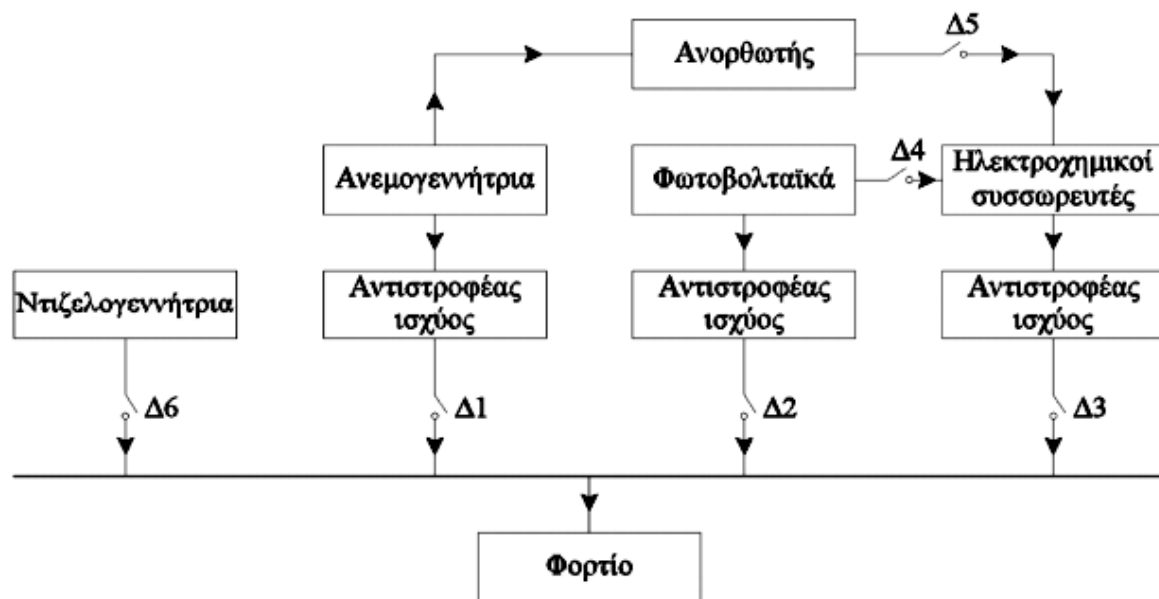 Ανορθωτής
Δ5
Ανεμογεννήτρια
Φωτοβολταϊκά
Δ4
Ηλεκτροχημικοί
συσσωρευτές
Ντιζελογεννήτρια
Αντιστροφέας
ισχύος
Αντιστροφέας
ισχύος
Αντιστροφέας
ισχύος
Δ6
Δ1
Δ2
Δ3
Φορτίο